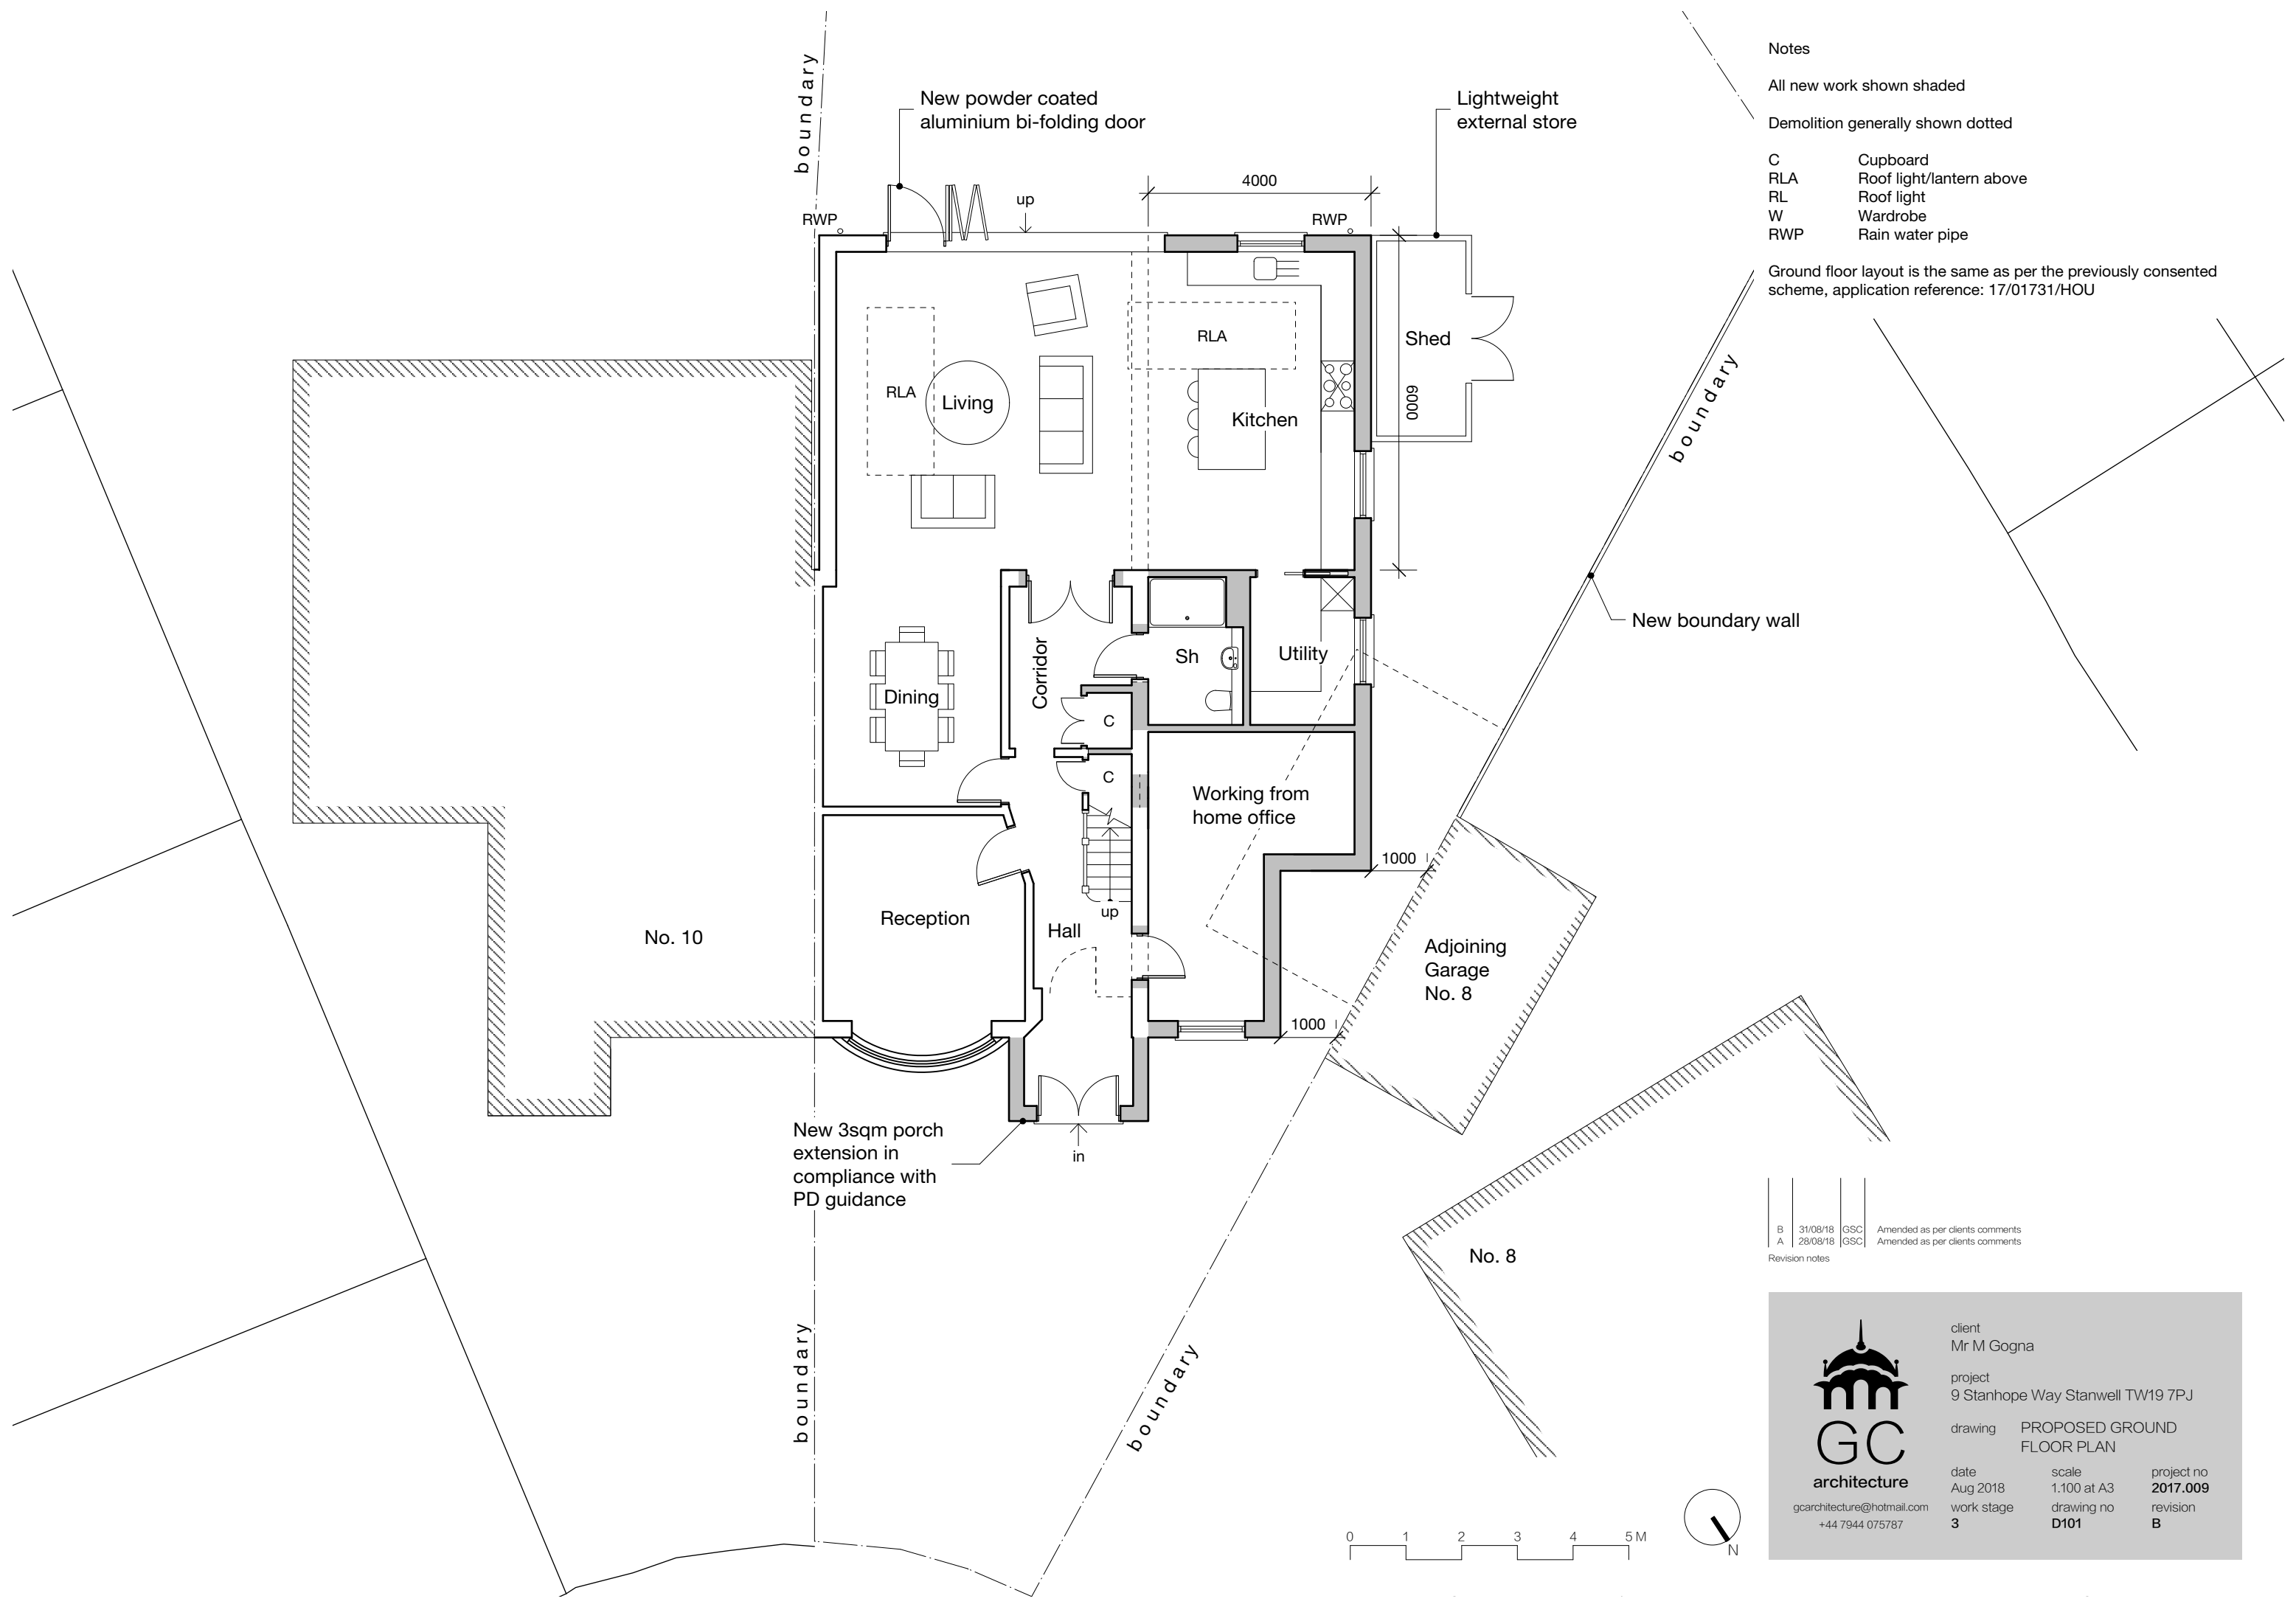 Notes
All new work shown shaded
Demolition generally shown dotted
C Cupboard
RLA Roof light/lantern above
RL Roof light
W Wardrobe
RWP Rain water pipe
Ground floor layout is the same as per the previously consented
scheme, application reference: 17/01731/HOU
boundary
New powder coated
aluminium bi-folding door
Lightweight
external store
4000
up
RWP
RWP
RLA
Shed
6000
RLA
Living
Kitchen
boundary
New boundary wall
Corridor
Sh
Utility
Dining
C
C
Working from
home office
1000
up
Reception
Hall
No. 10
Adjoining
Garage
No. 8
1000
New 3sqm porch
extension in
compliance with
PD guidance
in
No. 8
boundary
boundary
B 31/08/18 GSC Amended as per clients comments
A 28/08/18 GSC Amended as per clients comments
Revision notes
client
Mr M Gogna
project
9 Stanhope Way Stanwell TW19 7PJ
drawing PROPOSED GROUND
FLOOR PLAN
date scale project no
Aug 2018 1.100 at A3 2017.009
work stage drawing no revision
3 D101 B
GC
architecture
gcarchitecture@hotmail.com
+44 7944 075787
0 1 2 3 4 5 M
N